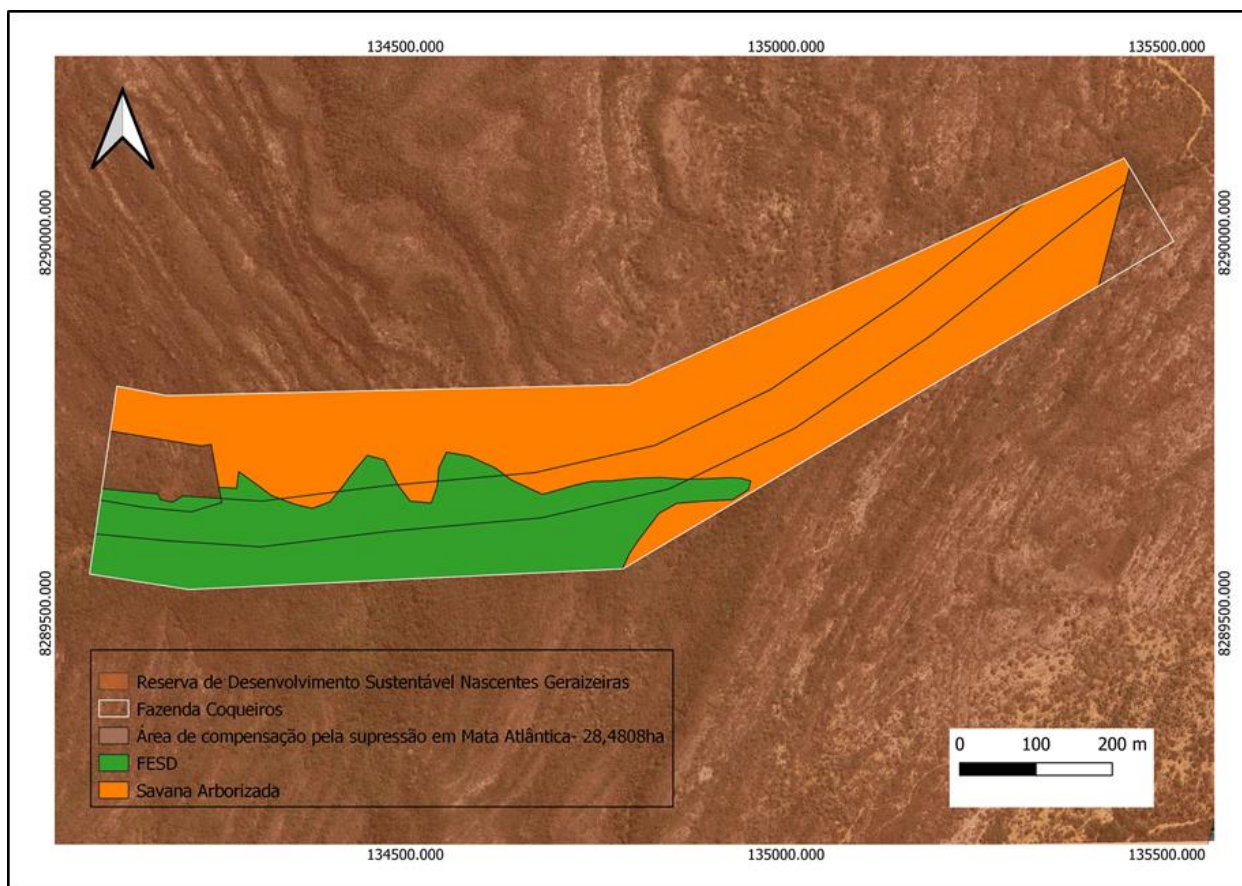 134500.000 135000.000 135500.000
8290000.000 8290000.000
8289500.000 8289500.000
Reserva de Desenvolvimento Sustentável Nascentes Geraizeiras
Fazenda Coqueiros
Área de compensação pela supressão em Mata Atlântica- 28,4808ha
FESD
Savana Arborizada
0 100 200 m
134500.000 135000.000 135500.000